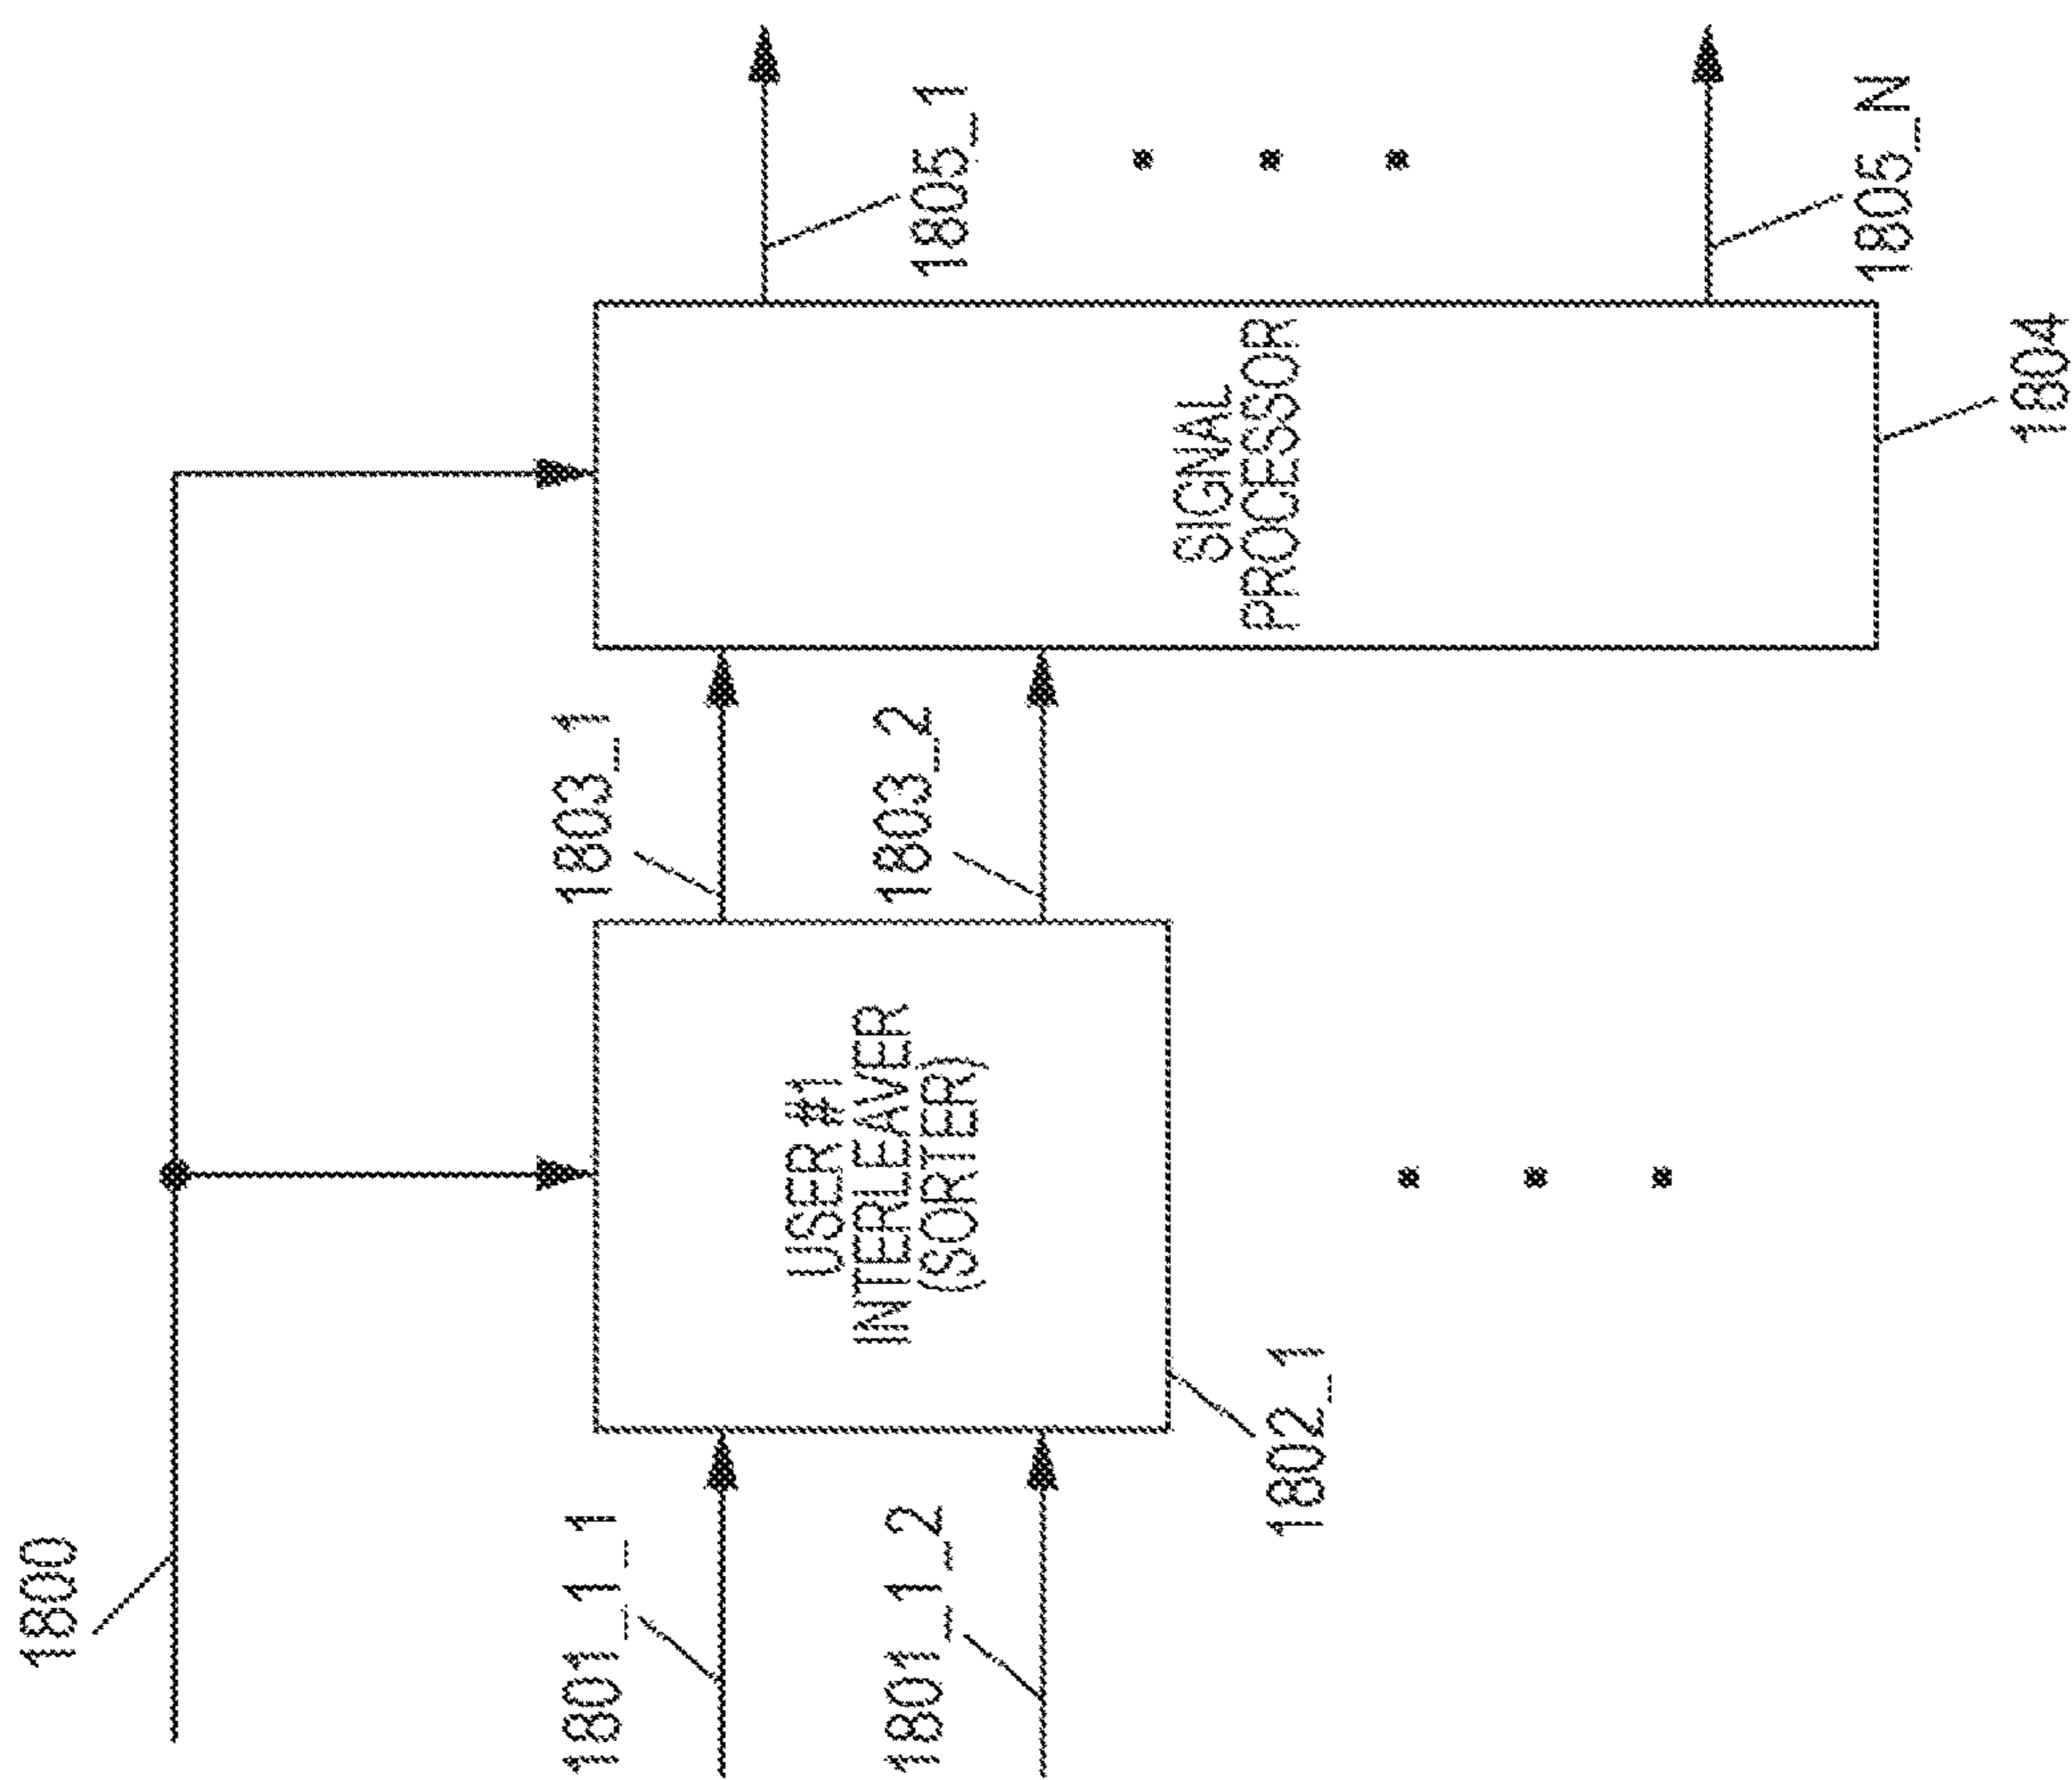 1800
1801_1_1
1801_1_2
USER #1
INTERLEAVER
(SORTER)
1802_1
1803_1
1803_2
SIGNAL
PROCESSOR
1804
1805_1
1805_N